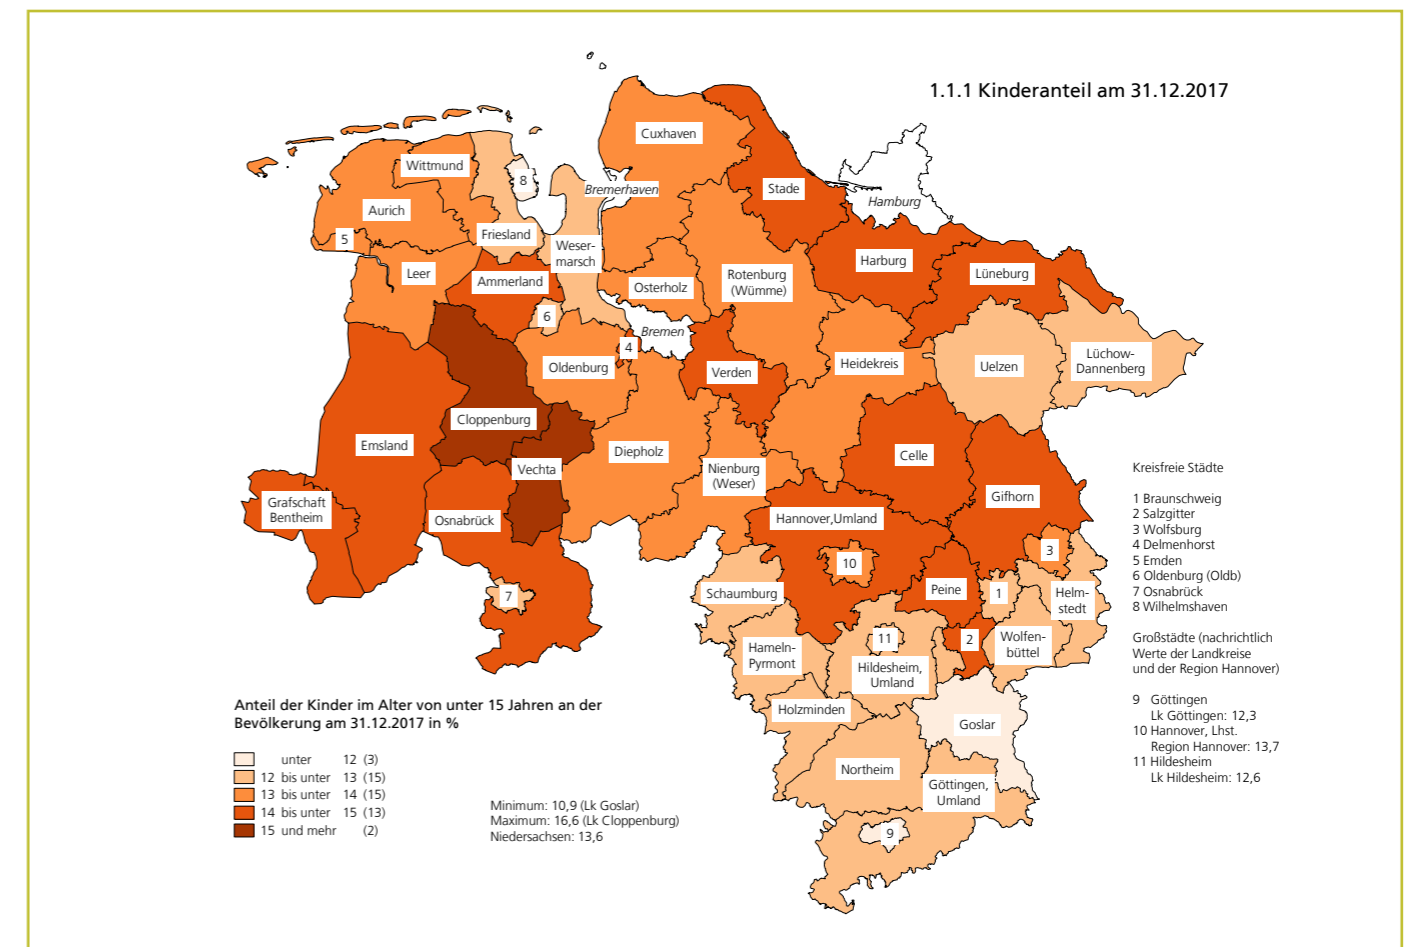 1.1.1 Kinderanteil am 31.12.2017
Cuxhaven
Wittmund
8
Bremerhaven
Stade
Hamburg
Aurich
5
Friesland
Weser-
marsch
Harburg
Lüneburg
Leer
Ammerland
Osterholz
Rotenburg
(Wümme)
6
Bremen
4
Oldenburg
Verden
Heidekreis
Uelzen
Lüchow-
Dannenberg
Cloppenburg
Emsland
Diepholz
Celle
Vechta
Nienburg
(Weser)
Gifhorn
Grafschaft
Bentheim
Osnabrück
Hannover,Umland
3
10
7
Schaumburg
Peine
1
Helm-
stedt
11
2
Wolfen-
büttel
Hameln-
Pyrmont
Hildesheim,
Umland
Holzminden
Goslar
Northeim
Göttingen,
Umland
9
Kreisfreie Städte
1 Braunschweig
2 Salzgitter
3 Wolfsburg
4 Delmenhorst
5 Emden
6 Oldenburg (Oldb)
7 Osnabrück
8 Wilhelmshaven
Großstädte (nachrichtlich
Werte der Landkreise
und der Region Hannover)
9 Göttingen
Lk Göttingen: 12,3
10 Hannover, Lhst.
Region Hannover: 13,7
11 Hildesheim
Lk Hildesheim: 12,6
Anteil der Kinder im Alter von unter 15 Jahren an der
Bevölkerung am 31.12.2017 in %
unter 12 (3)
12 bis unter 13 (15)
13 bis unter 14 (15)
14 bis unter 15 (13)
15 und mehr (2)
Minimum: 10,9 (Lk Goslar)
Maximum: 16,6 (Lk Cloppenburg)
Niedersachsen: 13,6